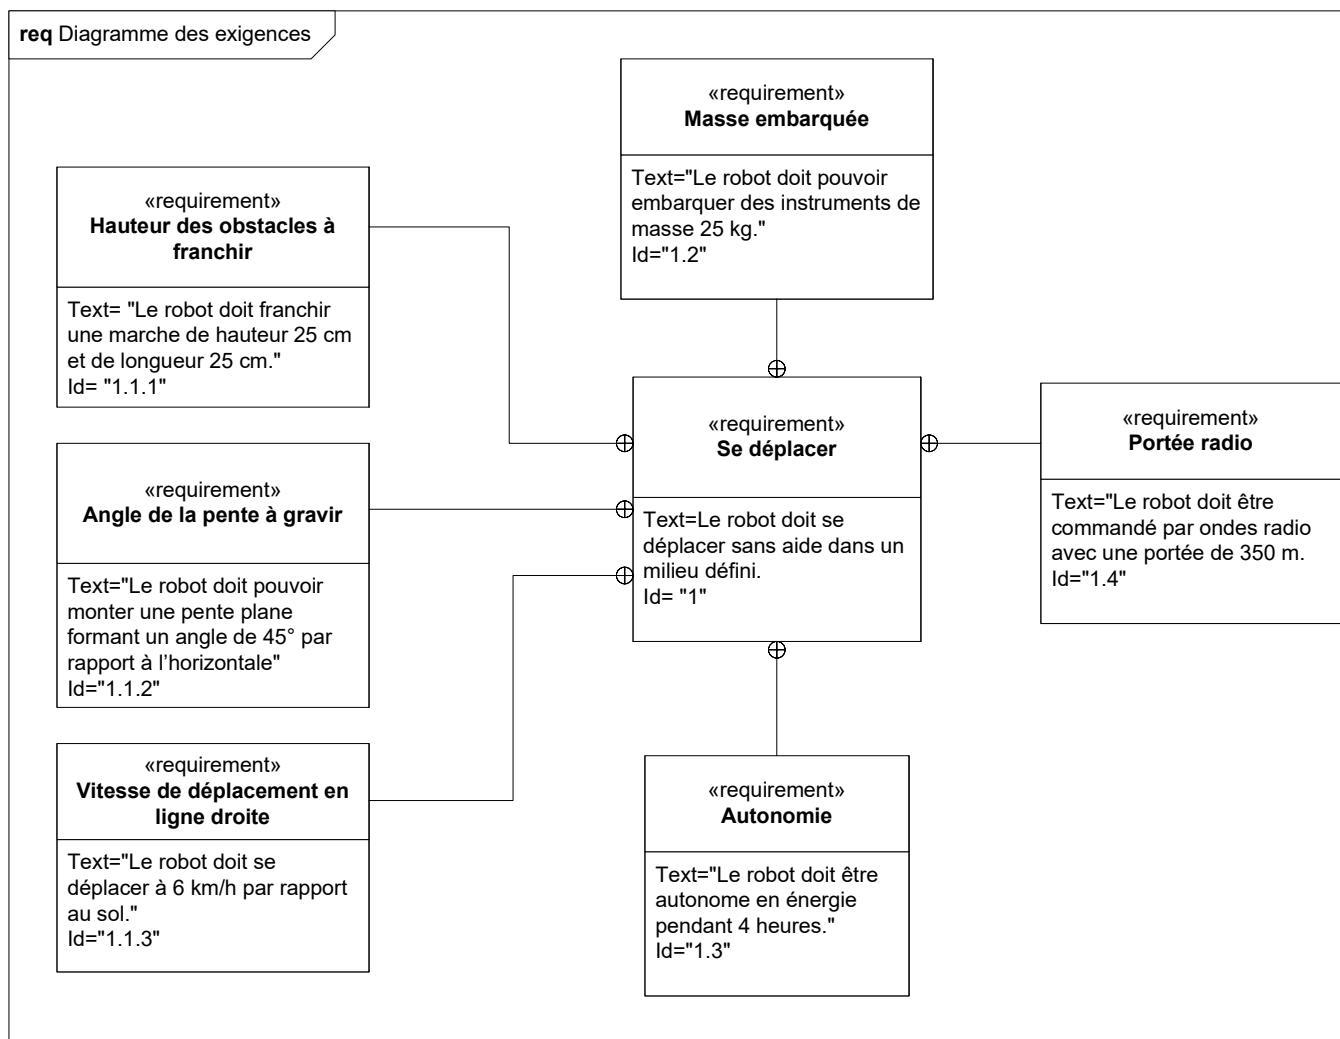 req Diagramme des exigences
«requirement»
Masse embarquée
Text="Le robot doit pouvoir
embarquer des instruments de
masse 25 kg."
Id="1.2"
«requirement»
Hauteur des obstacles à
franchir
Text= "Le robot doit franchir
une marche de hauteur 25 cm
et de longueur 25 cm."
Id= "1.1.1"
«requirement»
Se déplacer
Text=Le robot doit se
déplacer sans aide dans un
milieu défini.
Id= "1"
«requirement»
Portée radio
Text="Le robot doit être
commandé par ondes radio
avec une portée de 350 m.
Id="1.4"
«requirement»
Angle de la pente à gravir
Text="Le robot doit pouvoir
monter une pente plane
formant un angle de 45° par
rapport à l’horizontale"
Id="1.1.2"
«requirement»
Vitesse de déplacement en
ligne droite
Text="Le robot doit se
déplacer à 6 km/h par rapport
au sol."
Id="1.1.3"
«requirement»
Autonomie
Text="Le robot doit être
autonome en énergie
pendant 4 heures."
Id="1.3"